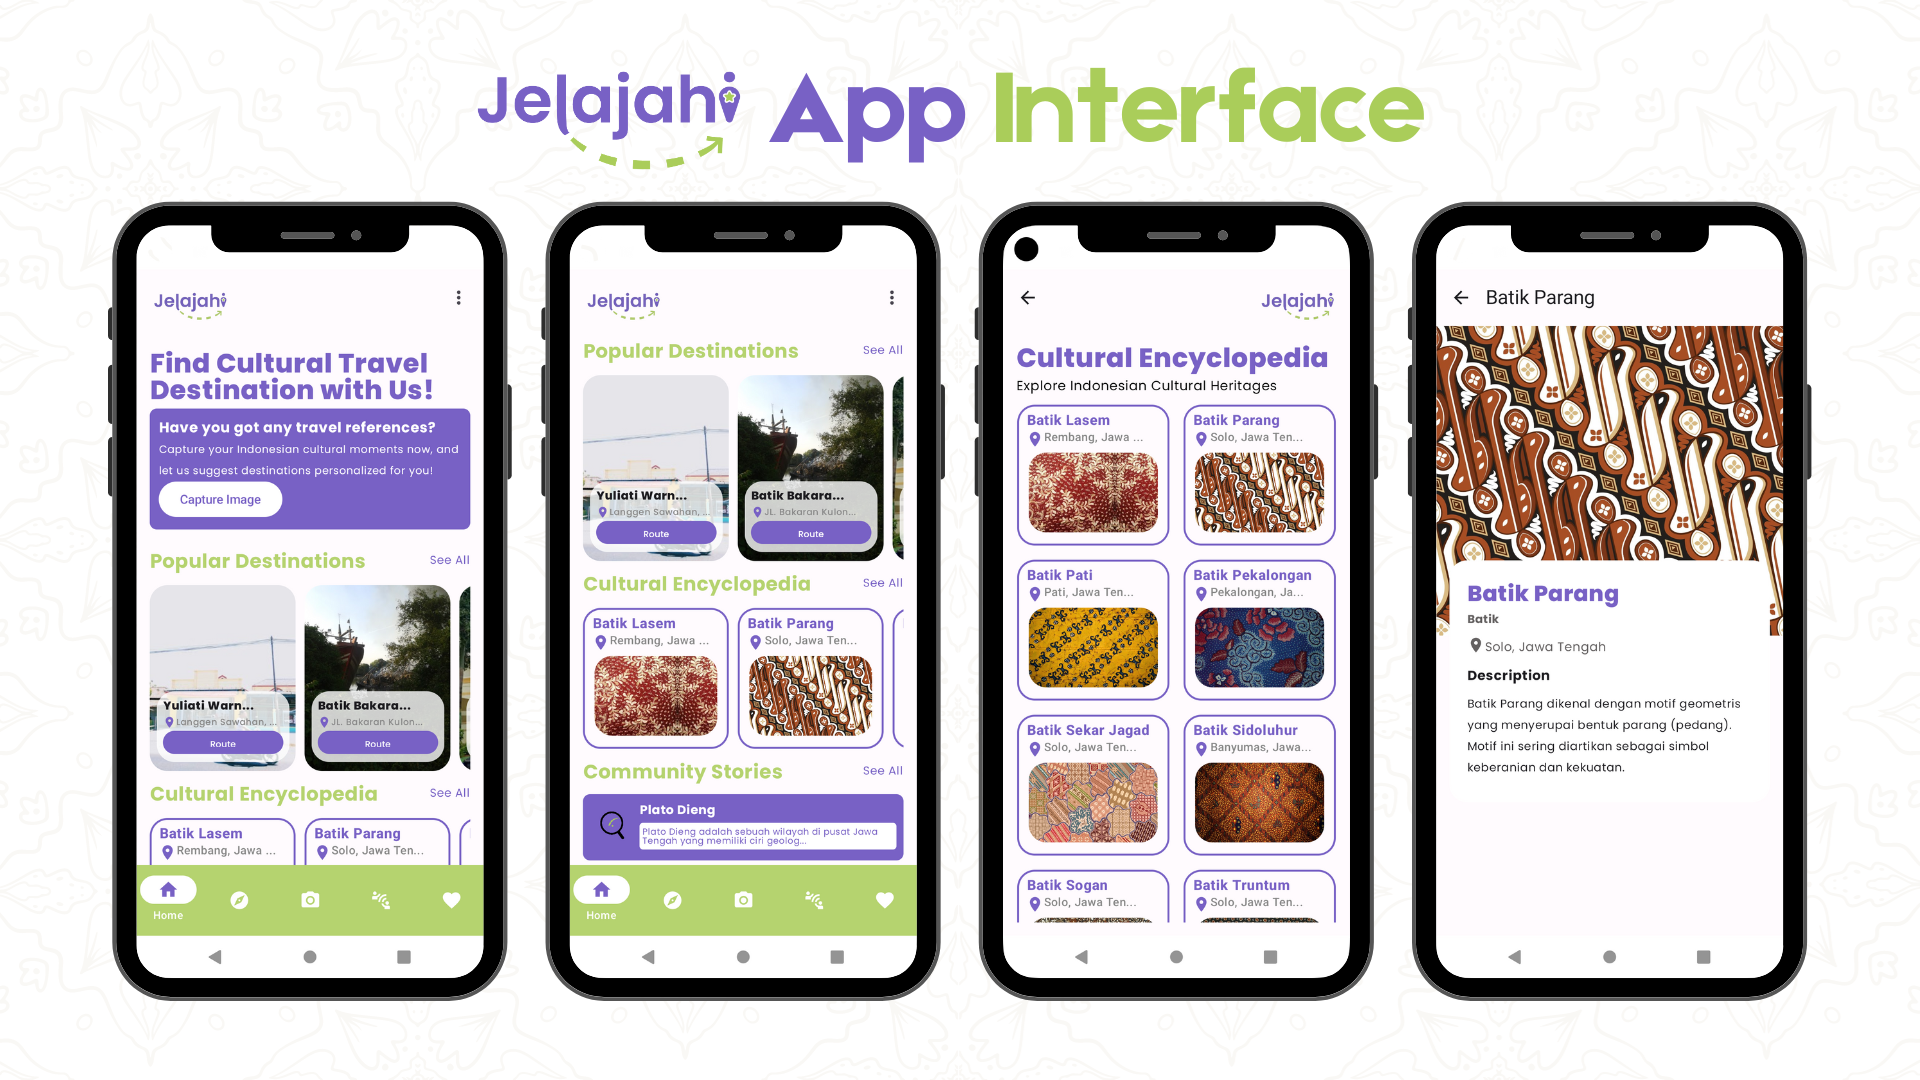 Jelajahi App Interface
Jelajahi
Find Cultural Travel
Destination with Us!
Have you got any travel references?
Capture your Indonesian cultural moments now, and
let us suggest destinations personalized for you!
Capture Image
Popular Destinations See All
Yuliati Warn...
Langgen Sawahan, ...
Route
Batik Bakara...
JL. Bakaran Kulon...
Route
Cultural Encyclopedia See All
Batik Lasem
Rembang, Jawa ...
Batik Parang
Solo, Jawa Ten...
Home
Jelajahi
Popular Destinations See All
Yuliati Warn...
Langgen Sawahan, ...
Route
Batik Bakara...
JL. Bakaran Kulon...
Route
Cultural Encyclopedia See All
Batik Lasem
Rembang, Jawa ...
Batik Parang
Solo, Jawa Ten...
Community Stories See All
Plato Dieng
Plato Dieng adalah sebuah wilayah di pusat Jawa
Tengah yang memiliki ciri geolog...
Home
Jelajahi
Cultural Encyclopedia
Explore Indonesian Cultural Heritages
Batik Lasem
Rembang, Jawa ...
Batik Parang
Solo, Jawa Ten...
Batik Pati
Pati, Jawa Ten...
Batik Pekalongan
Pekalongan, Ja...
Batik Sekar Jagad
Solo, Jawa Ten...
Batik Sidoluhur
Banyumas, Jawa...
Batik Sogan
Solo, Jawa Ten...
Batik Truntum
Solo, Jawa Ten...
Batik Parang
Batik Parang
Batik
Solo, Jawa Tengah
Description
Batik Parang dikenal dengan motif geometris
yang menyerupai bentuk parang (pedang).
Motif ini sering diartikan sebagai simbol
keberanian dan kekuatan.